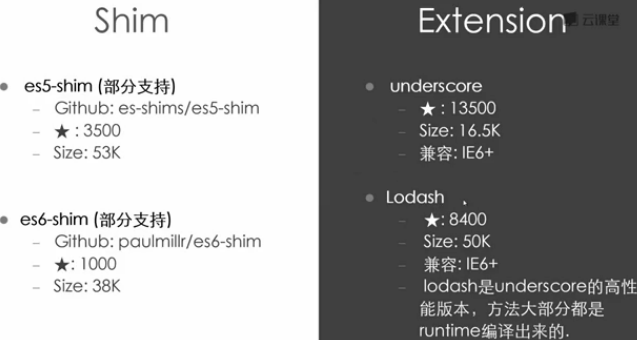 Shim
es5-shim (部分支持)
– Github: es-shims/es5-shim
– ★ : 3500
– Size: 53K
es6-shim (部分支持)
– Github: paulmillr/es6-shim
– ★: 1000
– Size: 38K
Extension
云课堂
underscore
– ★ : 13500
– Size: 16.5K
– 兼容: IE6+
Lodash
– ★: 8400
– Size: 50K
– 兼容: IE6+
– lodash是underscore的高性
能版本，方法大部分都是
runtime编译出来的.